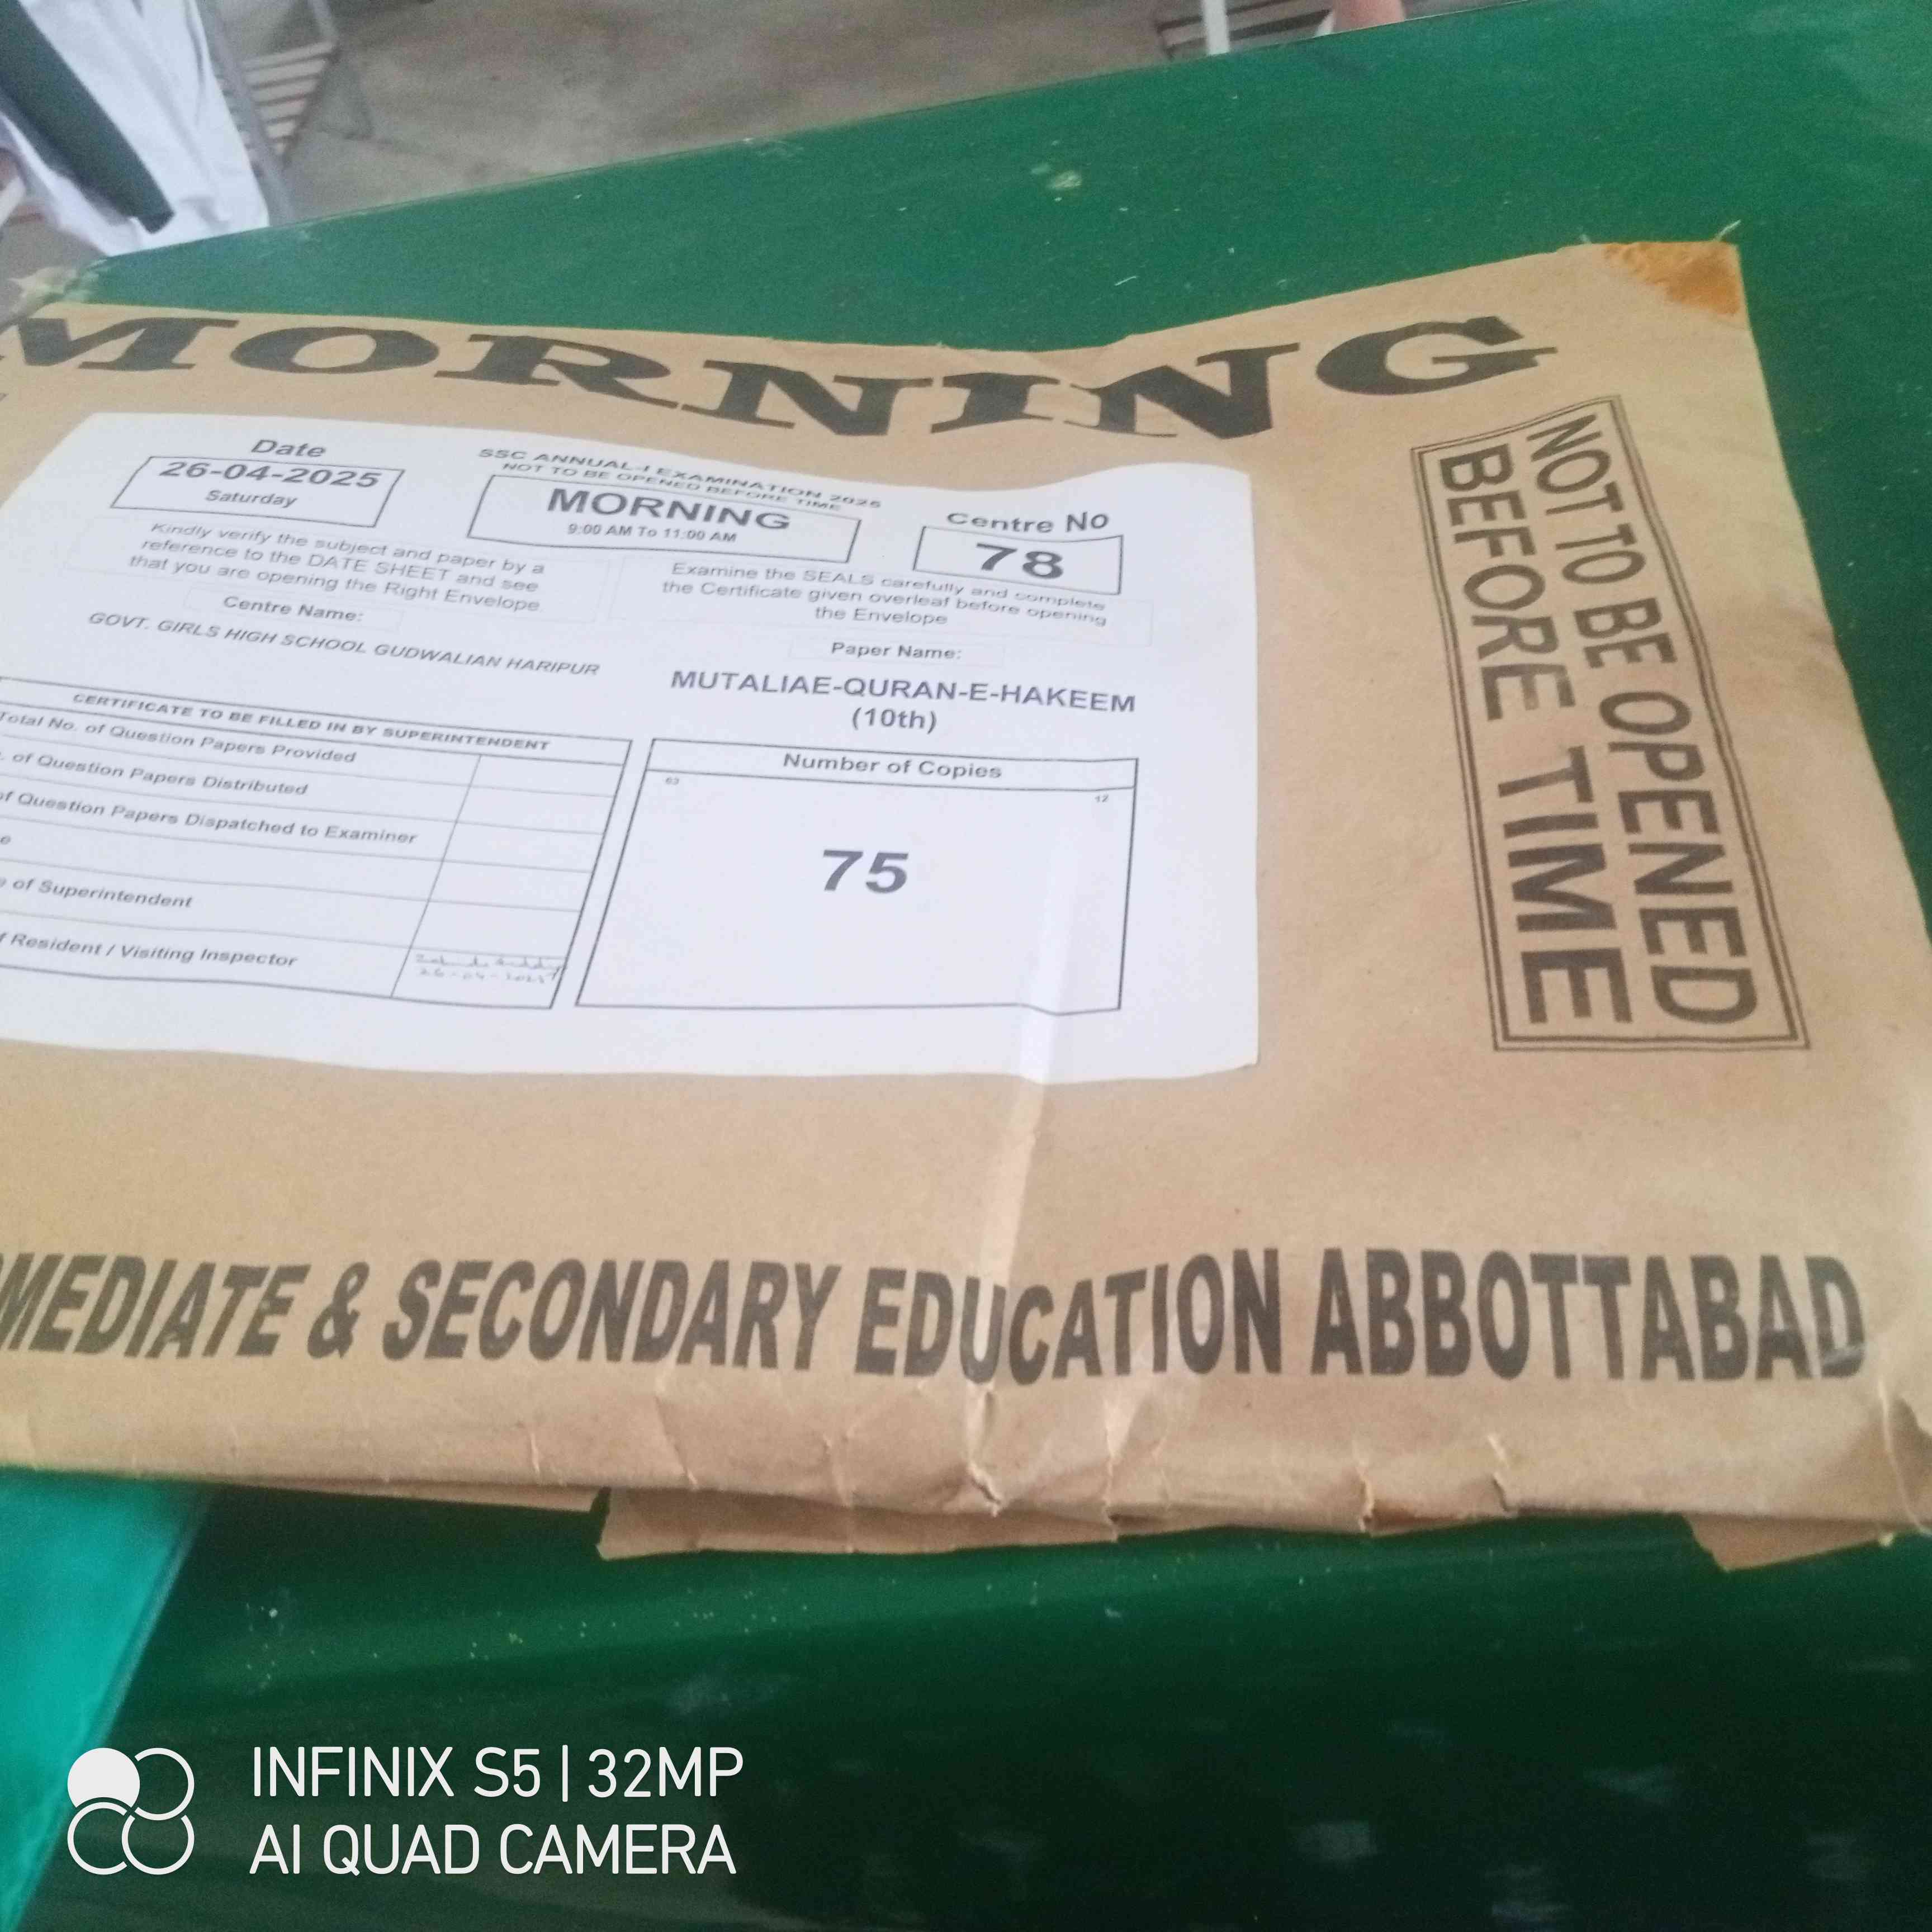 MORNING
Date
26-04-2025
Saturday
SSC ANNUAL-I EXAMINATION 2025
NOT TO BE OPENED BEFORE TIME
MORNING
9:00 AM To 11:00 AM
Centre No
78
Kindly verify the subject and paper by a
reference to the DATE SHEET and see
that you are opening the Right Envelope
Examine the SEALS carefully and complete
the Certificate given overleaf before opening
the Envelope
Centre Name:
GOVT. GIRLS HIGH SCHOOL GUDWALIAN HARIPUR
Paper Name:
MUTALIAE-QURAN-E-HAKEEM
(10th)
CERTIFICATE TO BE FILLED IN BY SUPERINTENDENT
Total No. of Question Papers Provided
. of Question Papers Distributed
of Question Papers Dispatched to Examiner
e
of Superintendent
Resident / Visiting Inspector
26-04-2025
Number of Copies
63
12
75
NOT TO BE OPENED
BEFORE TIME
MEDIATE & SECONDARY EDUCATION ABBOTTABAD
INFINIX S5 | 32MP
AI QUAD CAMERA